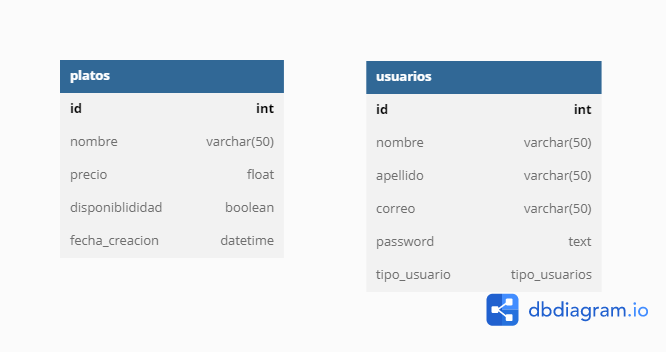 platos
id int
nombre varchar(50)
precio float
disponiblididad boolean
fecha_creacion datetime
usuarios
id int
nombre varchar(50)
apellido varchar(50)
correo varchar(50)
password text
tipo_usuario tipo_usuarios
dbdiagram.io